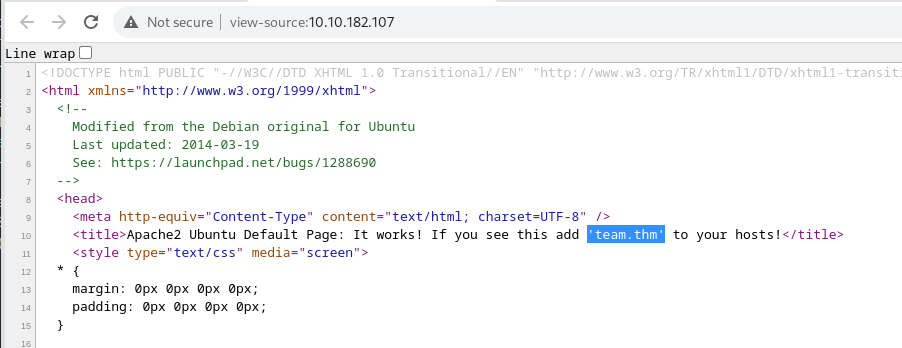 Not secure | view-source:10.10.182.107
Line wrap
1 <!DOCTYPE html PUBLIC "-//W3C//DTD XHTML 1.0 Transitional//EN" "http://www.w3.org/TR/xhtml1/DTD/xhtml1-transiti
2 <html xmlns="http://www.w3.org/1999/xhtml">
3 <!--
4 Modified from the Debian original for Ubuntu
5 Last updated: 2014-03-19
6 See: https://launchpad.net/bugs/1288690
7 -->
8 <head>
9 <meta http-equiv="Content-Type" content="text/html; charset=UTF-8" />
10 <title>Apache2 Ubuntu Default Page: It works! If you see this add 'team.thm' to your hosts!</title>
11 <style type="text/css" media="screen">
12 * {
13 margin: 0px 0px 0px 0px;
14 padding: 0px 0px 0px 0px;
15 }
16